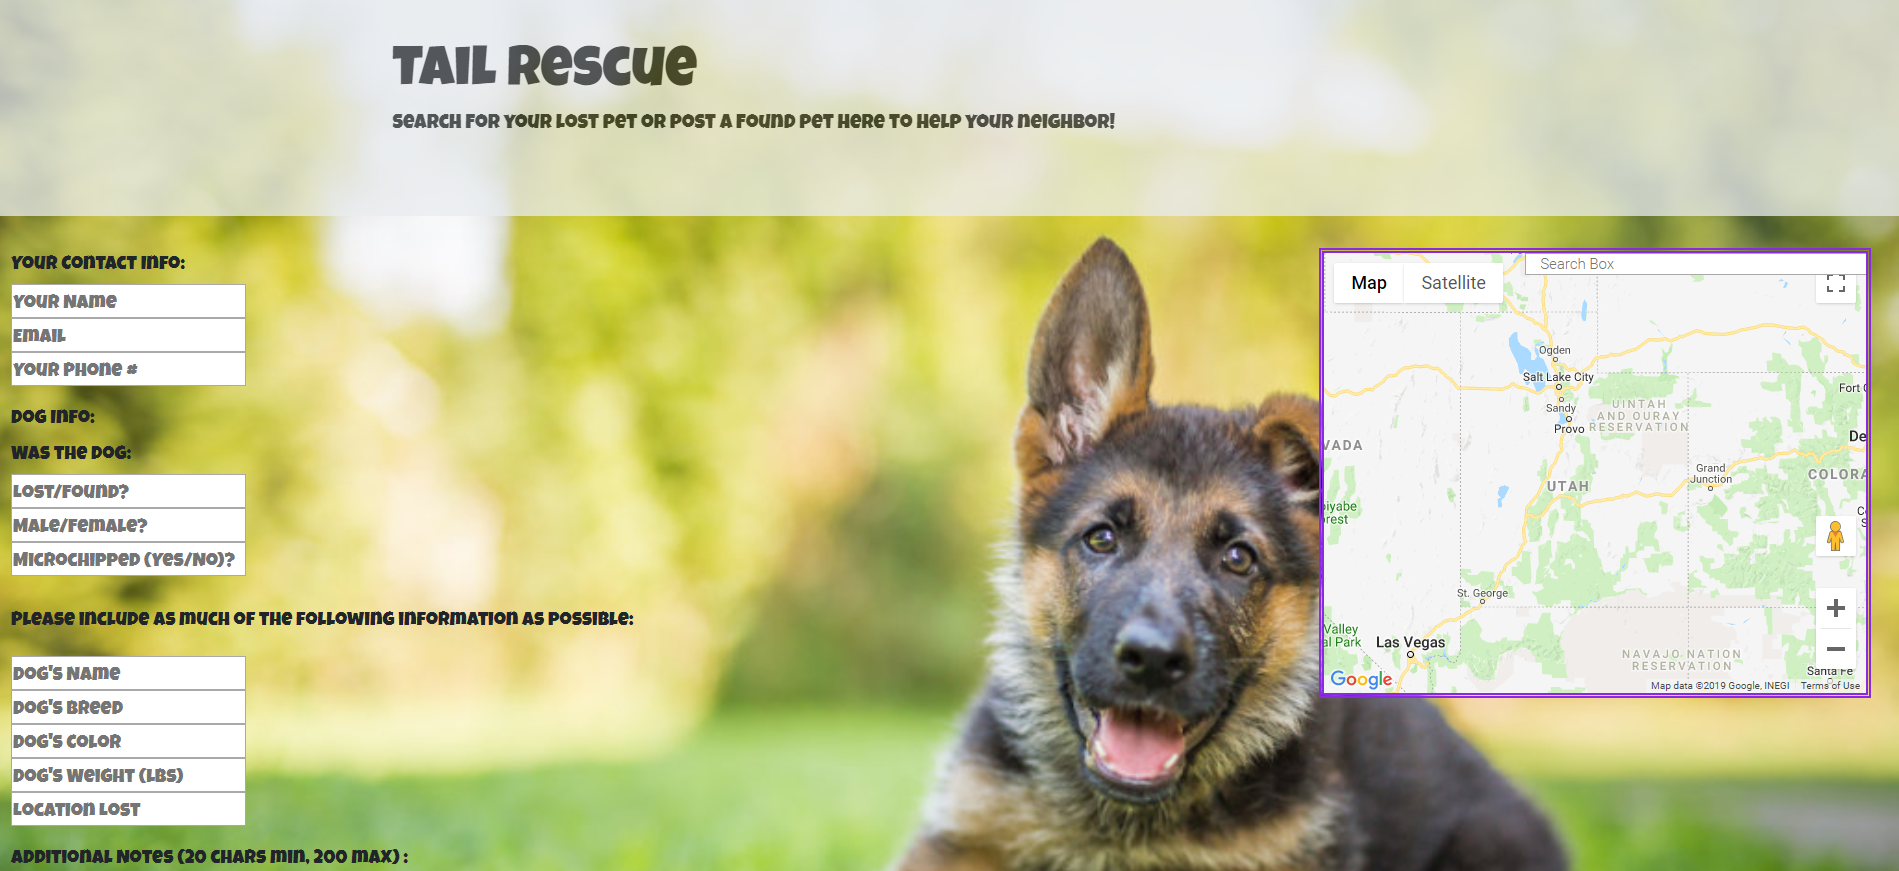 Tail Rescue
Search for your lost pet or post a found pet here to help your neighbor!
Your Contact Info:
Your Name
Email
Your Phone #
Dog Info:
Was the dog:
Lost/Found?
Male/Female?
Microchipped (Yes/No)?
Please include as much of the following information as possible:
Dog's Name
Dog's Breed
Dog's Color
Dog's Weight (lbs)
Location Lost
Additional Notes (20 chars min, 200 max) :
Map
Satellite
Search Box
Ogden
Salt Lake City
Fort
Sandy
UINTAH
AND OURAY
RESERVATION
Provo
De
VADA
Grand
Junction
COLORA
UTAH
oiyabe
rest
St. George
Valley
al Park
Las Vegas
NAVAJO NATION
RESERVATION
Santa Fe
Google
Map data ©2019 Google, INEGI
Terms of Use